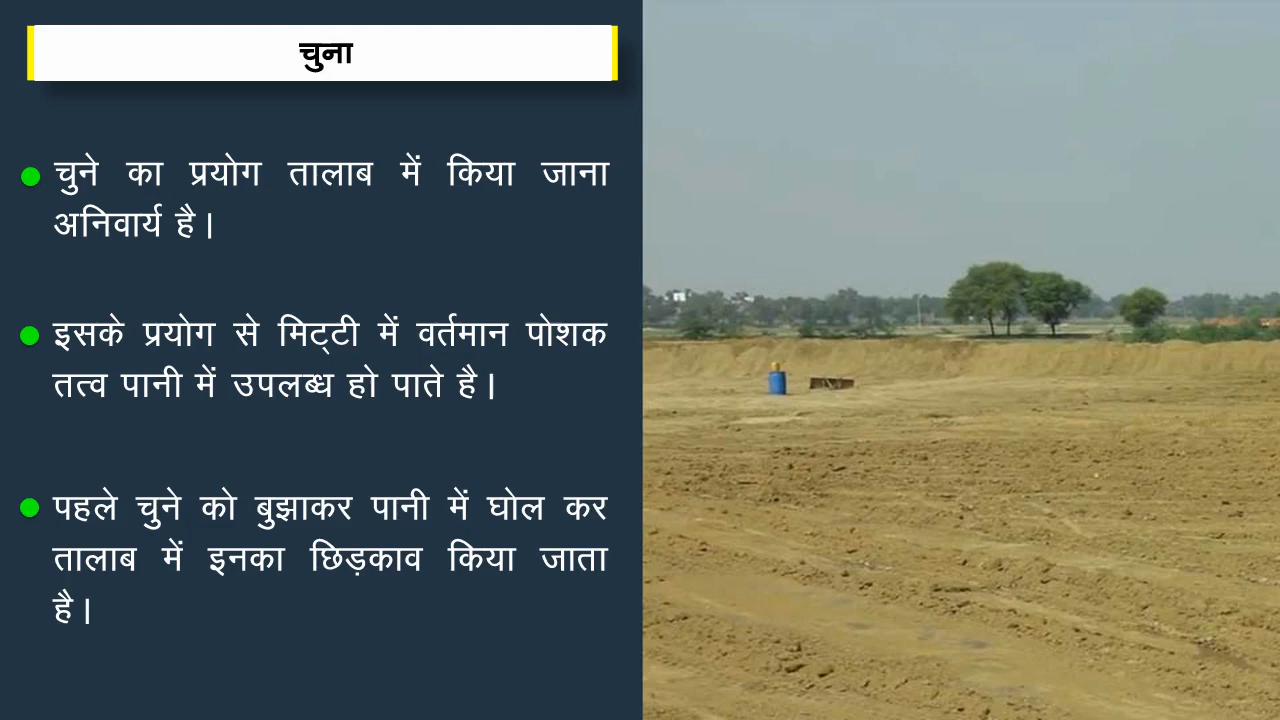 चुना
चुने का प्रयोग तालाब में किया जाना
अनिवार्य है।
इसके प्रयोग से मिट्‌टी में वर्तमान पोशक
तत्व पानी में उपलब्ध हो पाते है।
पहले चुने को बुझाकर पानी में घोल कर
तालाब में इनका छिड़काव किया जाता
है।